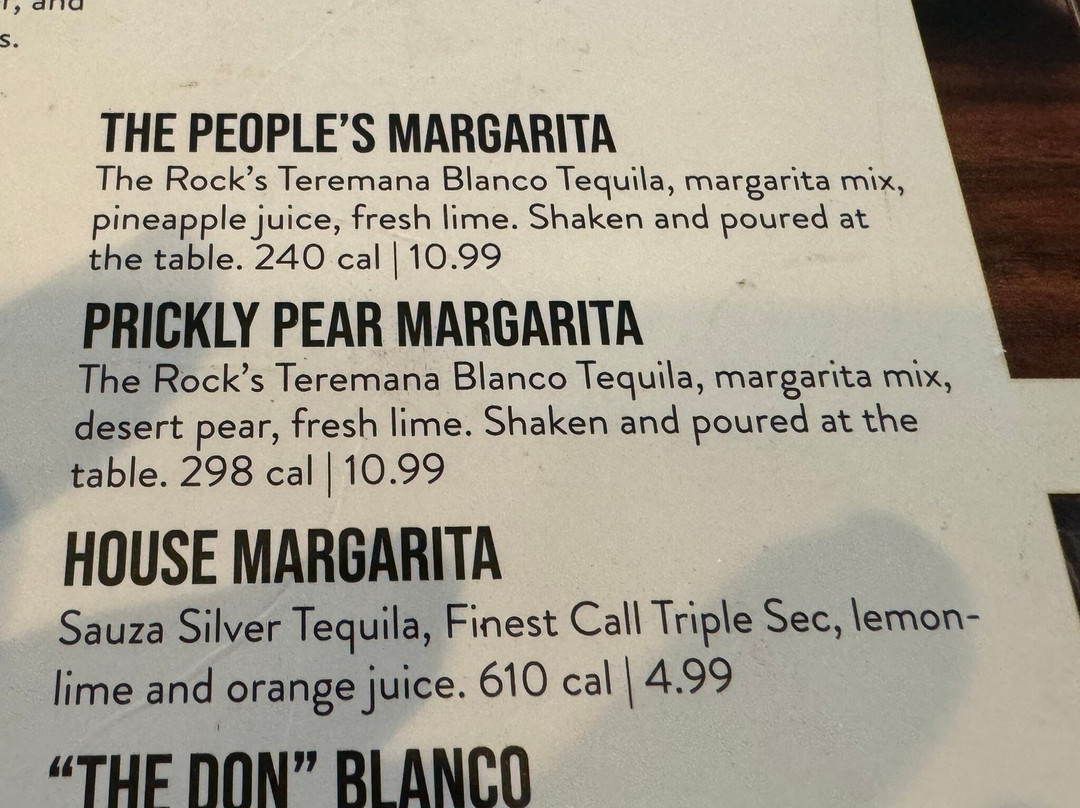 and
s.
THE PEOPLE'S MARGARITA
The Rock's Teremana Blanco Tequila, margarita mix,
pineapple juice, fresh lime. Shaken and poured at
the table. 240 cal | 10.99
PRICKLY PEAR MARGARITA
The Rock's Teremana Blanco Tequila, margarita mix,
desert pear, fresh lime. Shaken and poured at the
table. 298 cal | 10.99
HOUSE MARGARITA
Sauza Silver Tequila, Finest Call Triple Sec, lemon-
lime and orange juice. 610 cal | 4.99
“THE DON” BLANCO